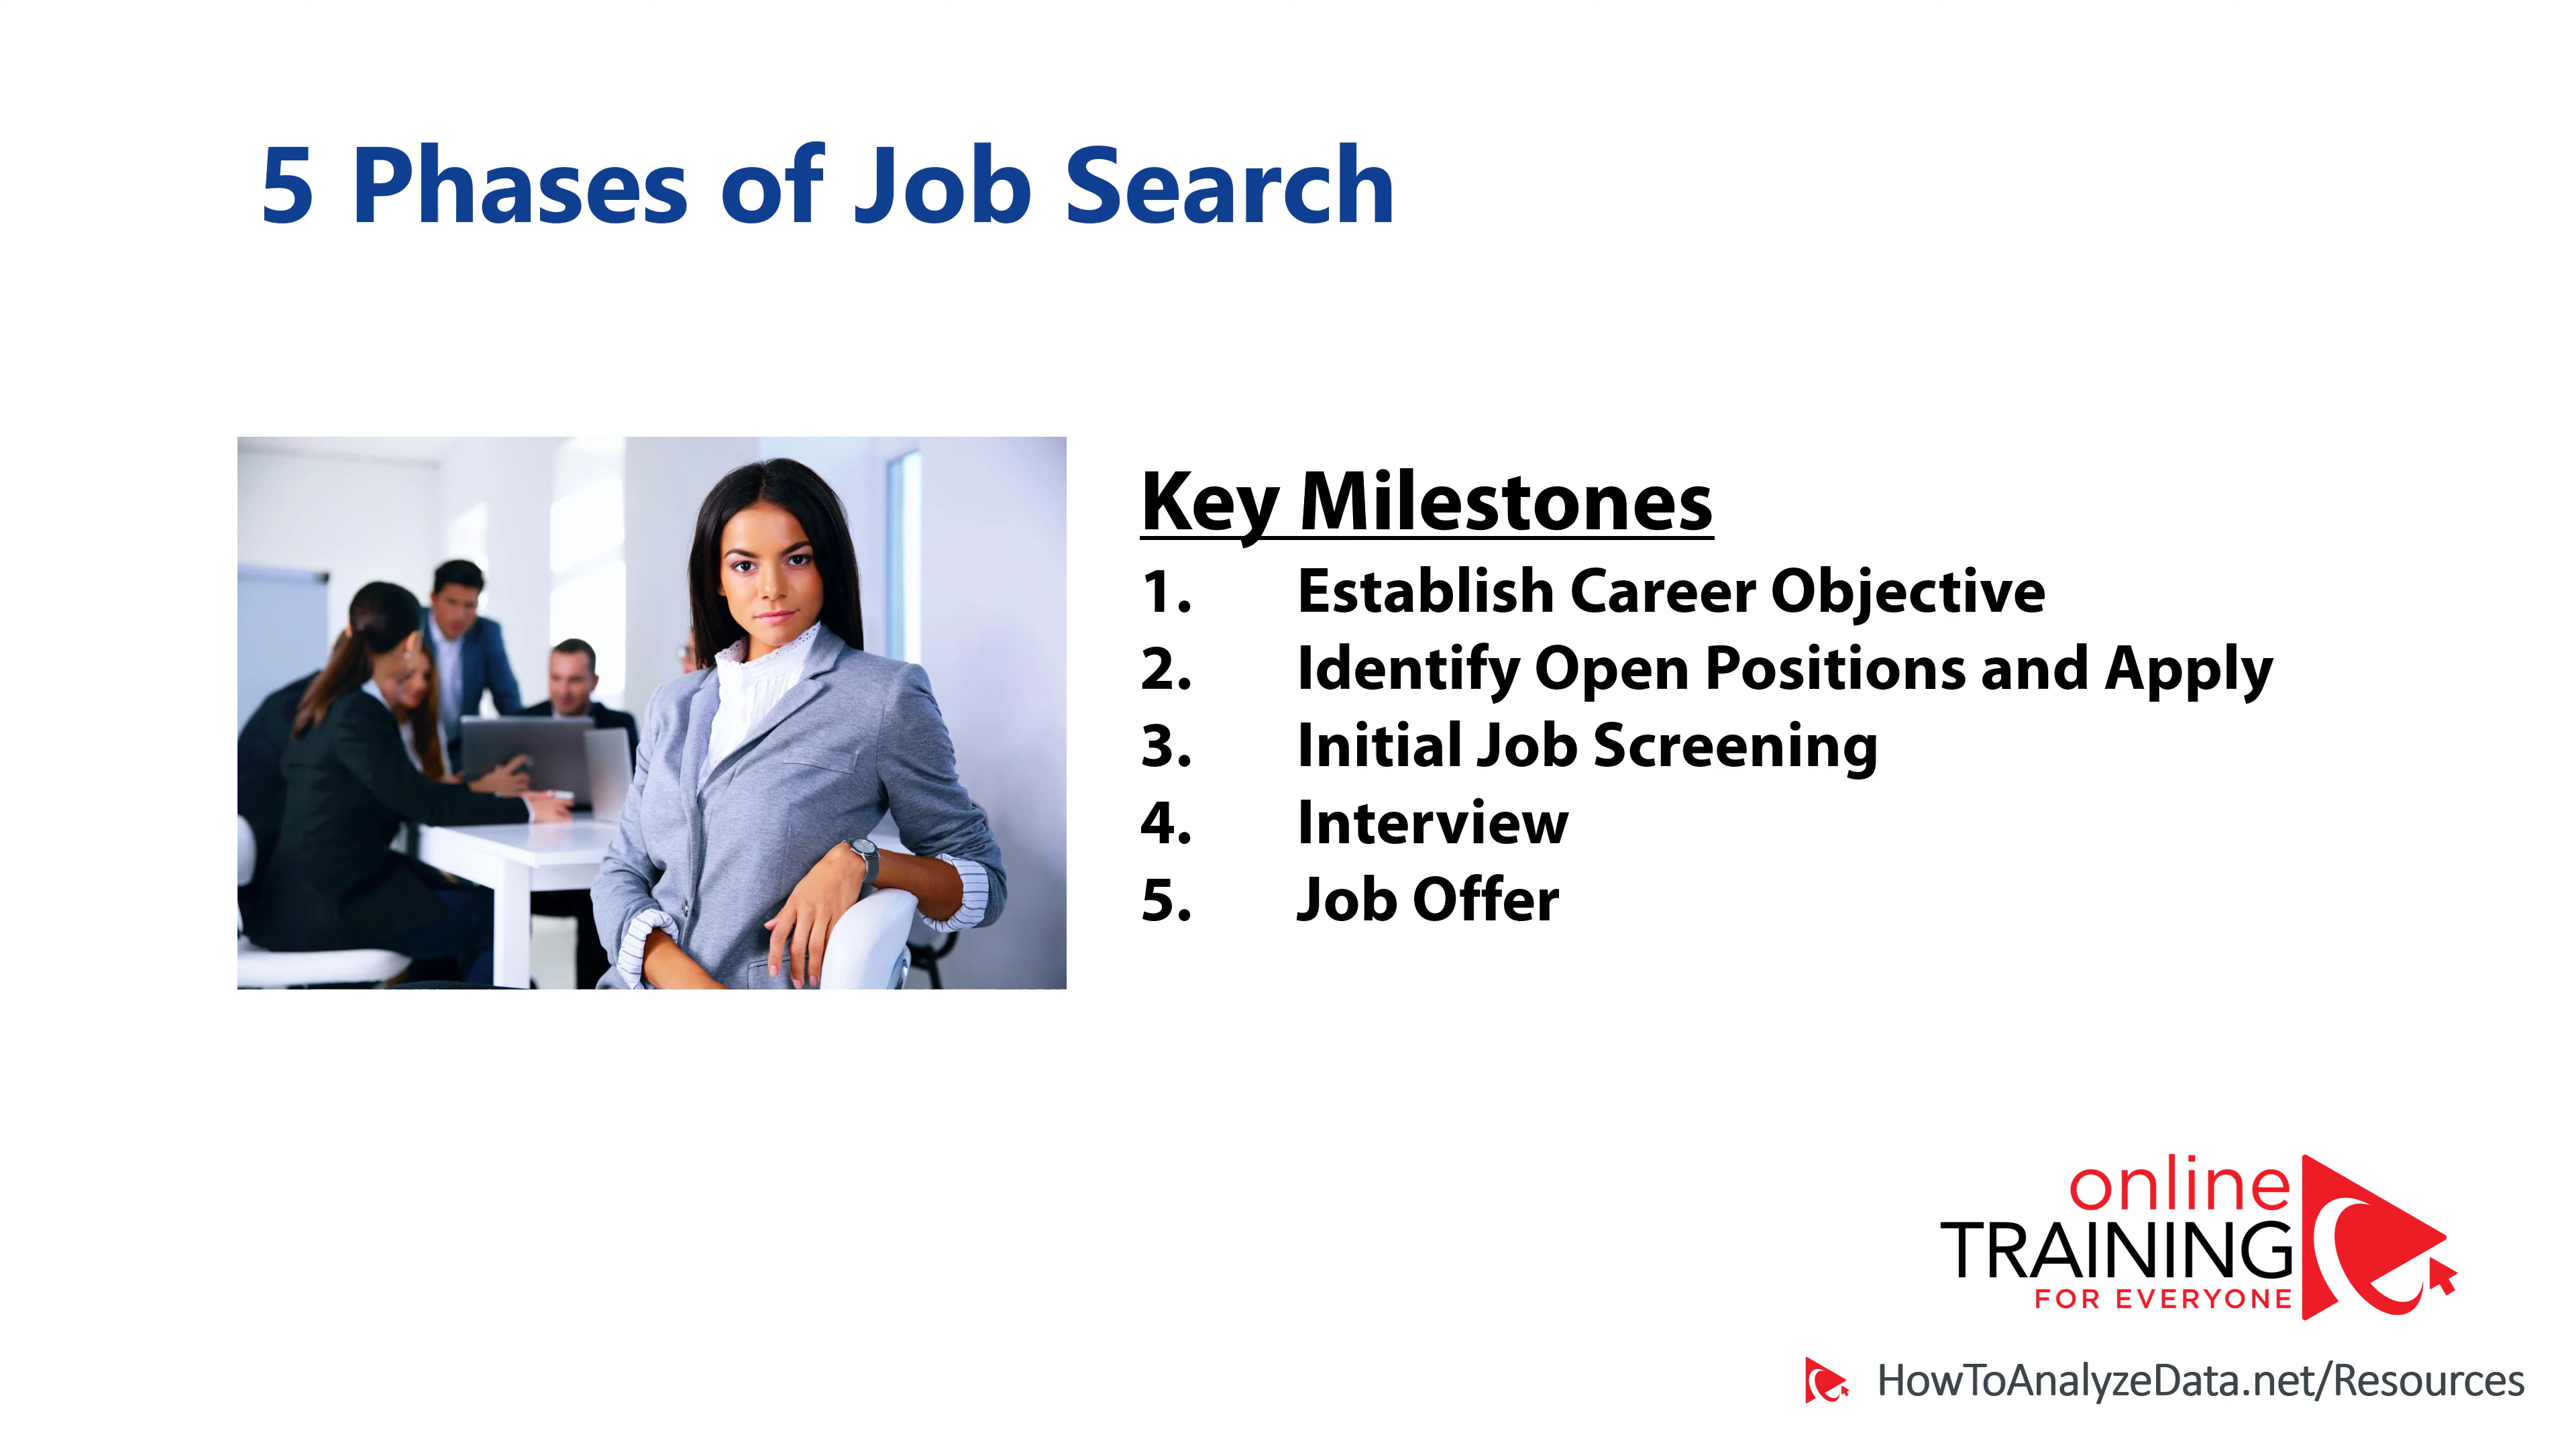 5 Phases of Job Search
Key Milestones
1. Establish Career Objective
2. Identify Open Positions and Apply
3. Initial Job Screening
4. Interview
5. Job Offer
online
TRAINING
FOR EVERYONE
HowToAnalyzeData.net/Resources